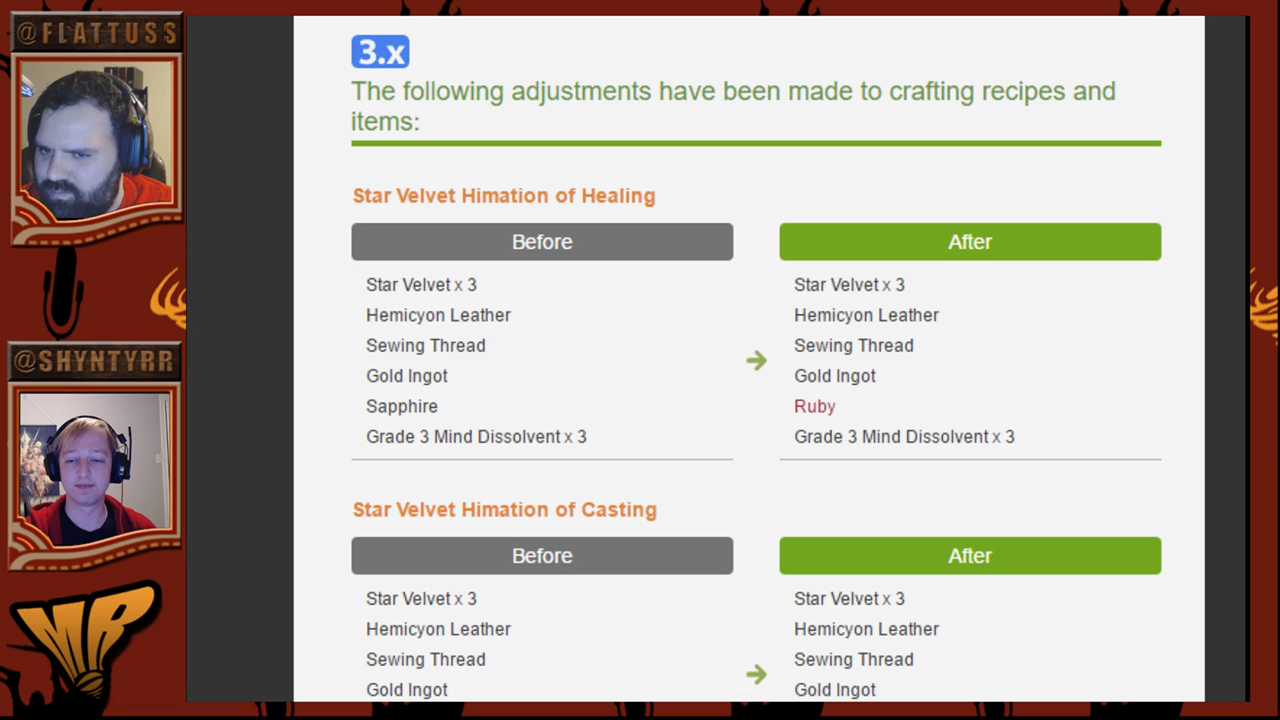 @FLATTUSS
@SHYNTYRR
MR
3.x
The following adjustments have been made to crafting recipes and
items:
Star Velvet Himation of Healing
Before
After
Star Velvet x 3
Star Velvet x 3
Hemicyon Leather
Hemicyon Leather
Sewing Thread
Sewing Thread
Gold Ingot
Gold Ingot
Sapphire
Ruby
Grade 3 Mind Dissolvent x 3
Grade 3 Mind Dissolvent x 3
Star Velvet Himation of Casting
Before
After
Star Velvet x 3
Star Velvet x 3
Hemicyon Leather
Hemicyon Leather
Sewing Thread
Sewing Thread
Gold Ingot
Gold Ingot